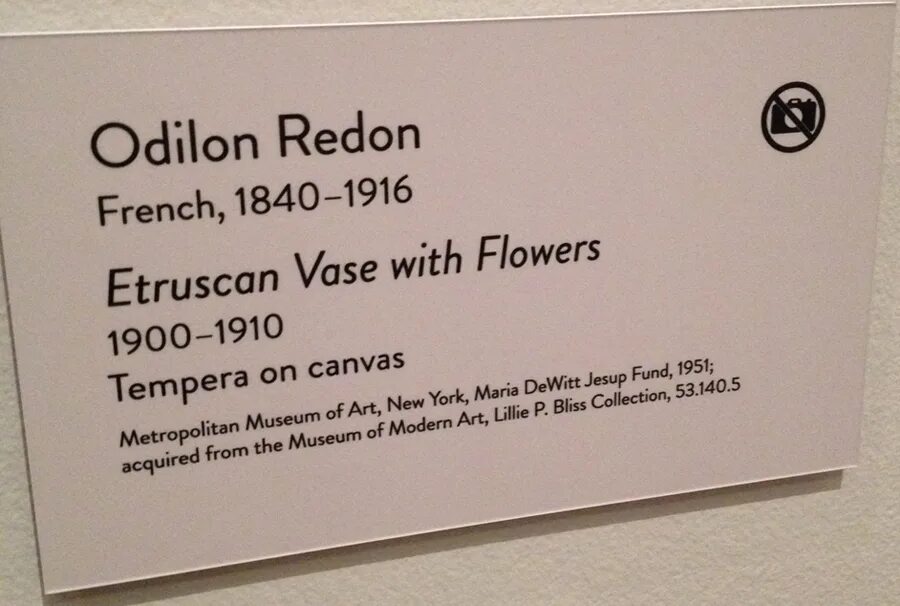 Odilon Redon
French, 1840–1916
Etruscan Vase with Flowers
1900–1910
Tempera on canvas
Metropolitan Museum of Art, New York, Maria DeWitt Jesup Fund, 1951;
acquired from the Museum of Modern Art, Lillie P. Bliss Collection, 53.140.5